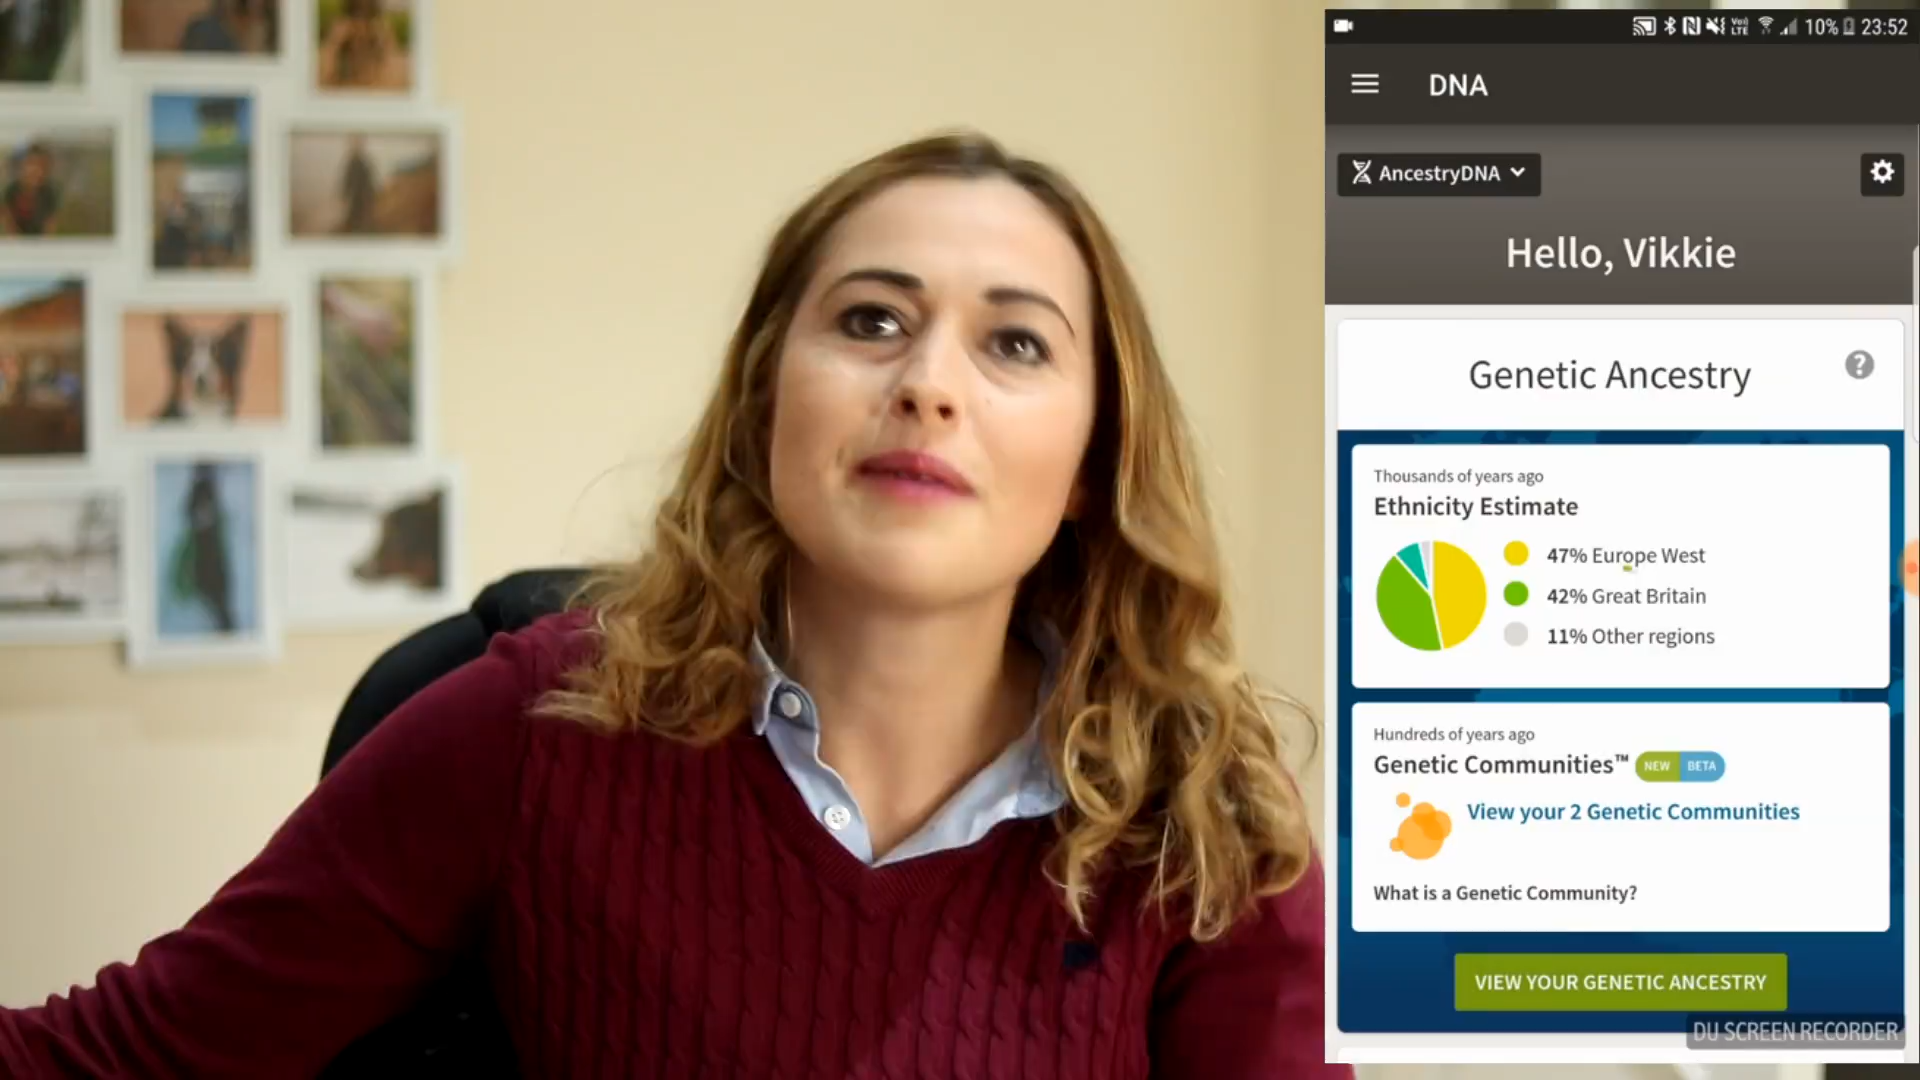 VoLTE 10% 23:52
DNA
AncestryDNA
Hello, Vikkie
Genetic Ancestry
?
Thousands of years ago
Ethnicity Estimate
47% Europe West
42% Great Britain
11% Other regions
Hundreds of years ago
Genetic Communities™ NEW BETA
View your 2 Genetic Communities
What is a Genetic Community?
VIEW YOUR GENETIC ANCESTRY
DU SCREEN RECORDER